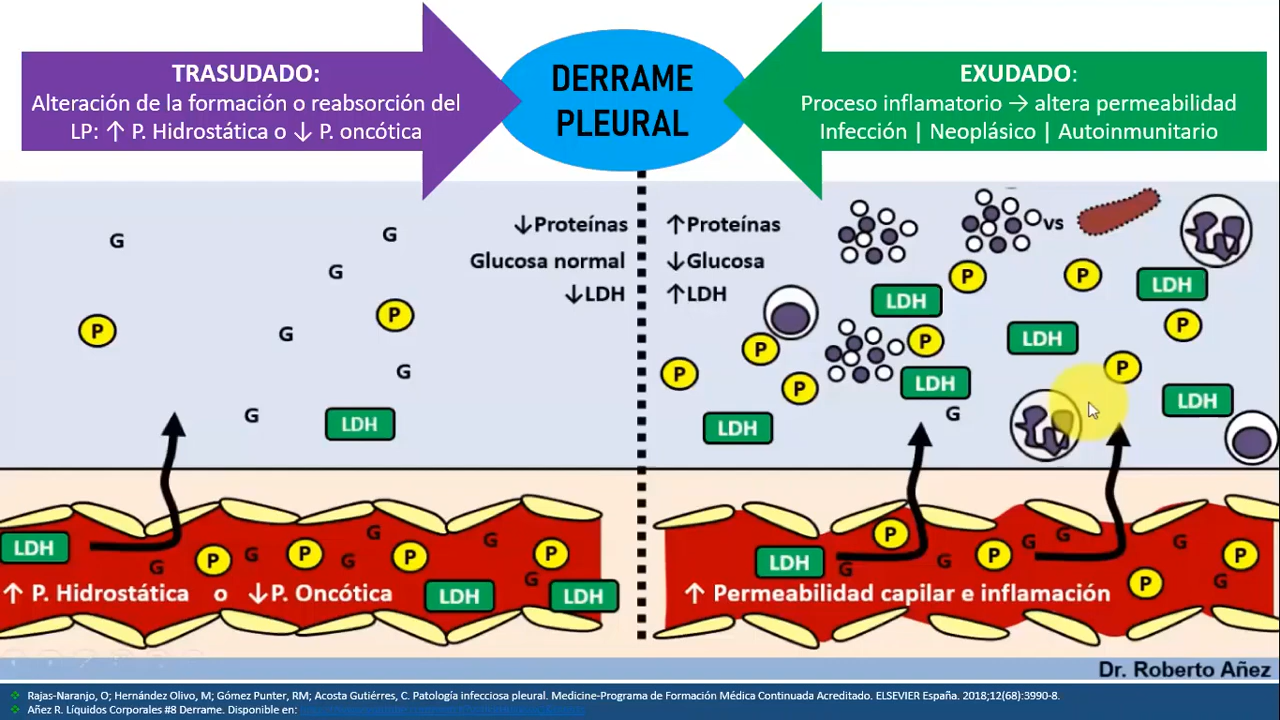 TRASUDADO:
Alteración de la formación o reabsorción del
LP: ↑ P. Hidrostática o ↓ P. oncótica
DERRAME
PLEURAL
EXUDADO:
Proceso inflamatorio → altera permeabilidad
Infección | Neoplásico | Autoinmunitario
↓Proteínas
Glucosa normal
↓LDH
G
G
G
P
P
G
G
G
LDH
↑Proteínas
↓Glucosa
↑LDH
vs
P
P
LDH
LDH
P
LDH
P
P
P
P
P
LDH
LDH
G
LDH
LDH
G
P
G
P
G
G
P
G
G
P
↑ P. Hidrostática o ↓P. Oncótica
LDH
LDH
LDH
G
P
G
P
G
G
P
G
G
P
↑ Permeabilidad capilar e inflamación
Dr. Roberto Añez
Rajas-Naranjo, O; Hernández Olivo, M; Gómez Punter, RM; Acosta Gutiérres, C. Patología infecciosa pleural. Medicine-Programa de Formación Médica Continuada Acreditado. ELSEVIER España. 2018;12(68):3990-8.
Añez R. Líquidos Corporales #8 Derrame. Disponible en: